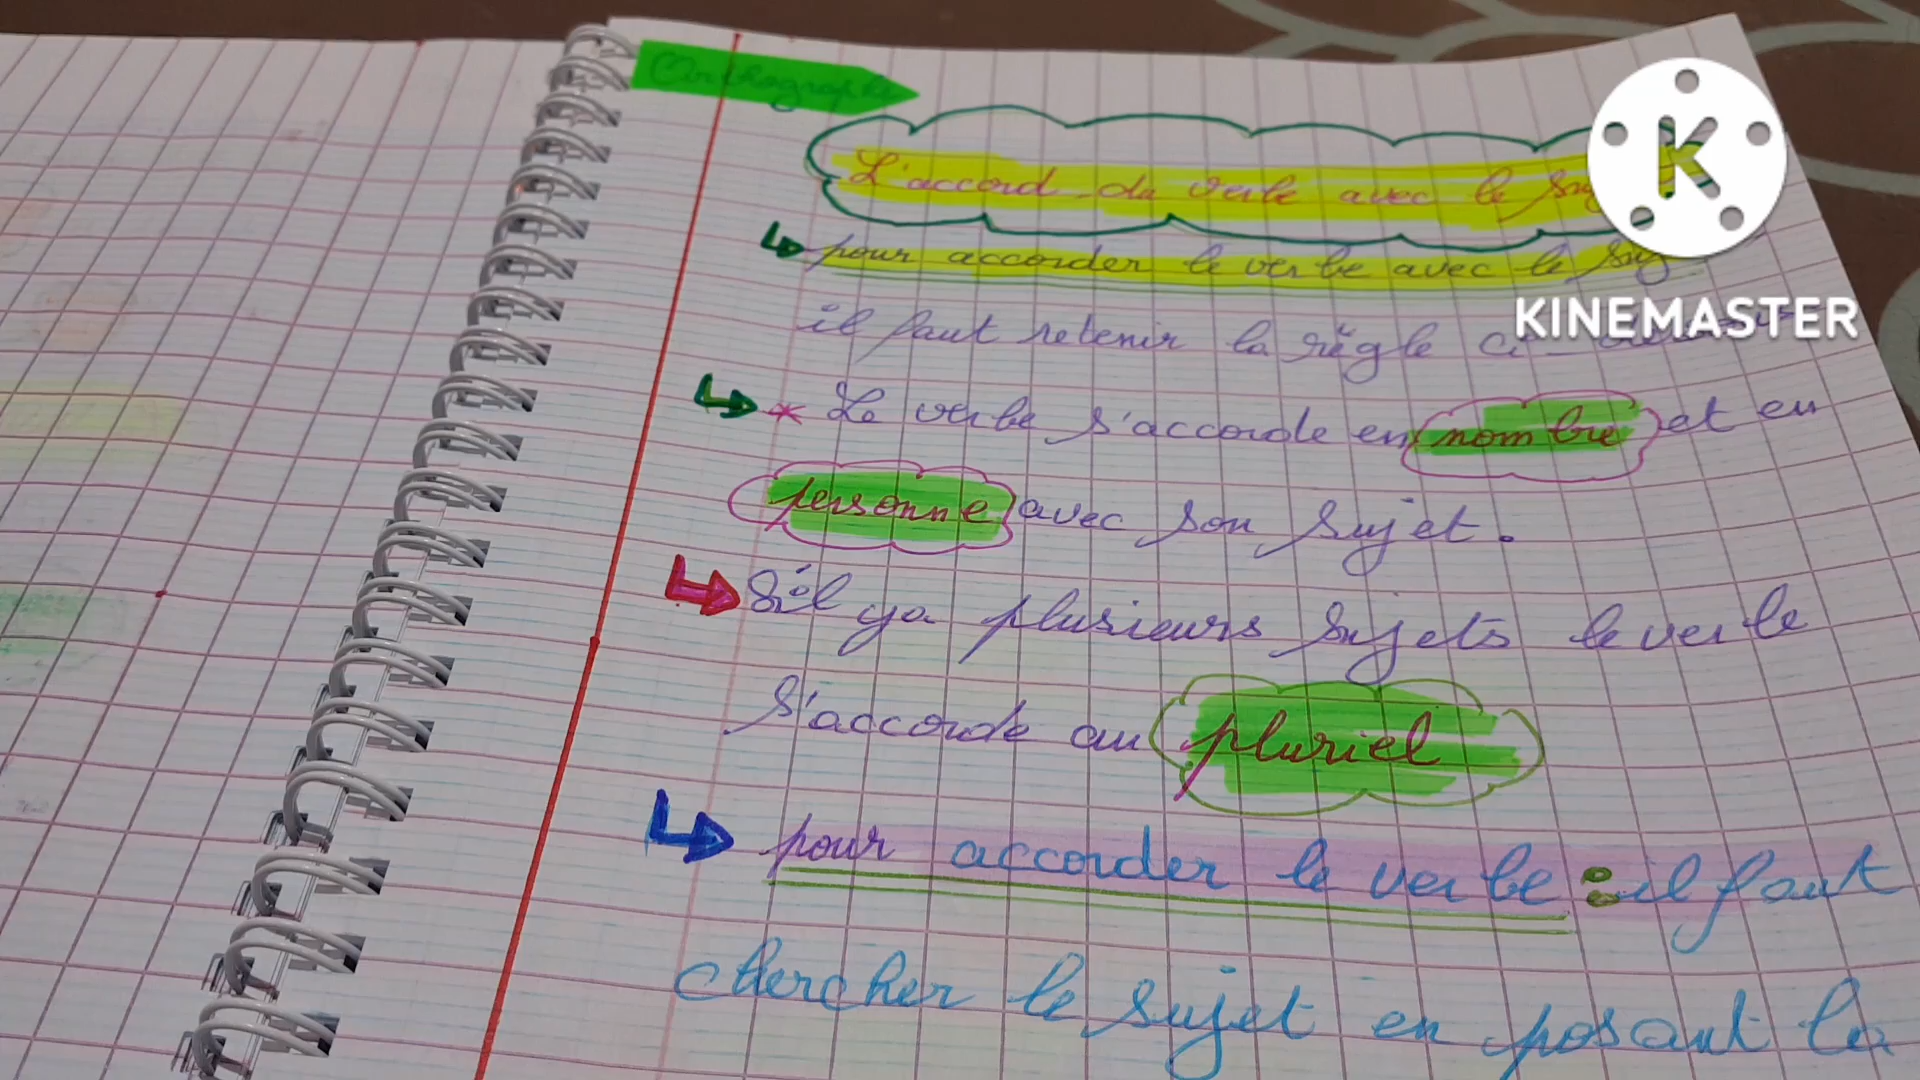 Orthographe
L'accord du verbe avec le
pour accorder le verbe avec le
il faut retenir la règle
* Le verbe s'accorde en nombre et en
personne avec son sujet.
S'il ya plusieurs sujets le verbe
s'accorde au pluriel
pour accorder le verbe : il faut
chercher le sujet en posant la
KINEMASTER